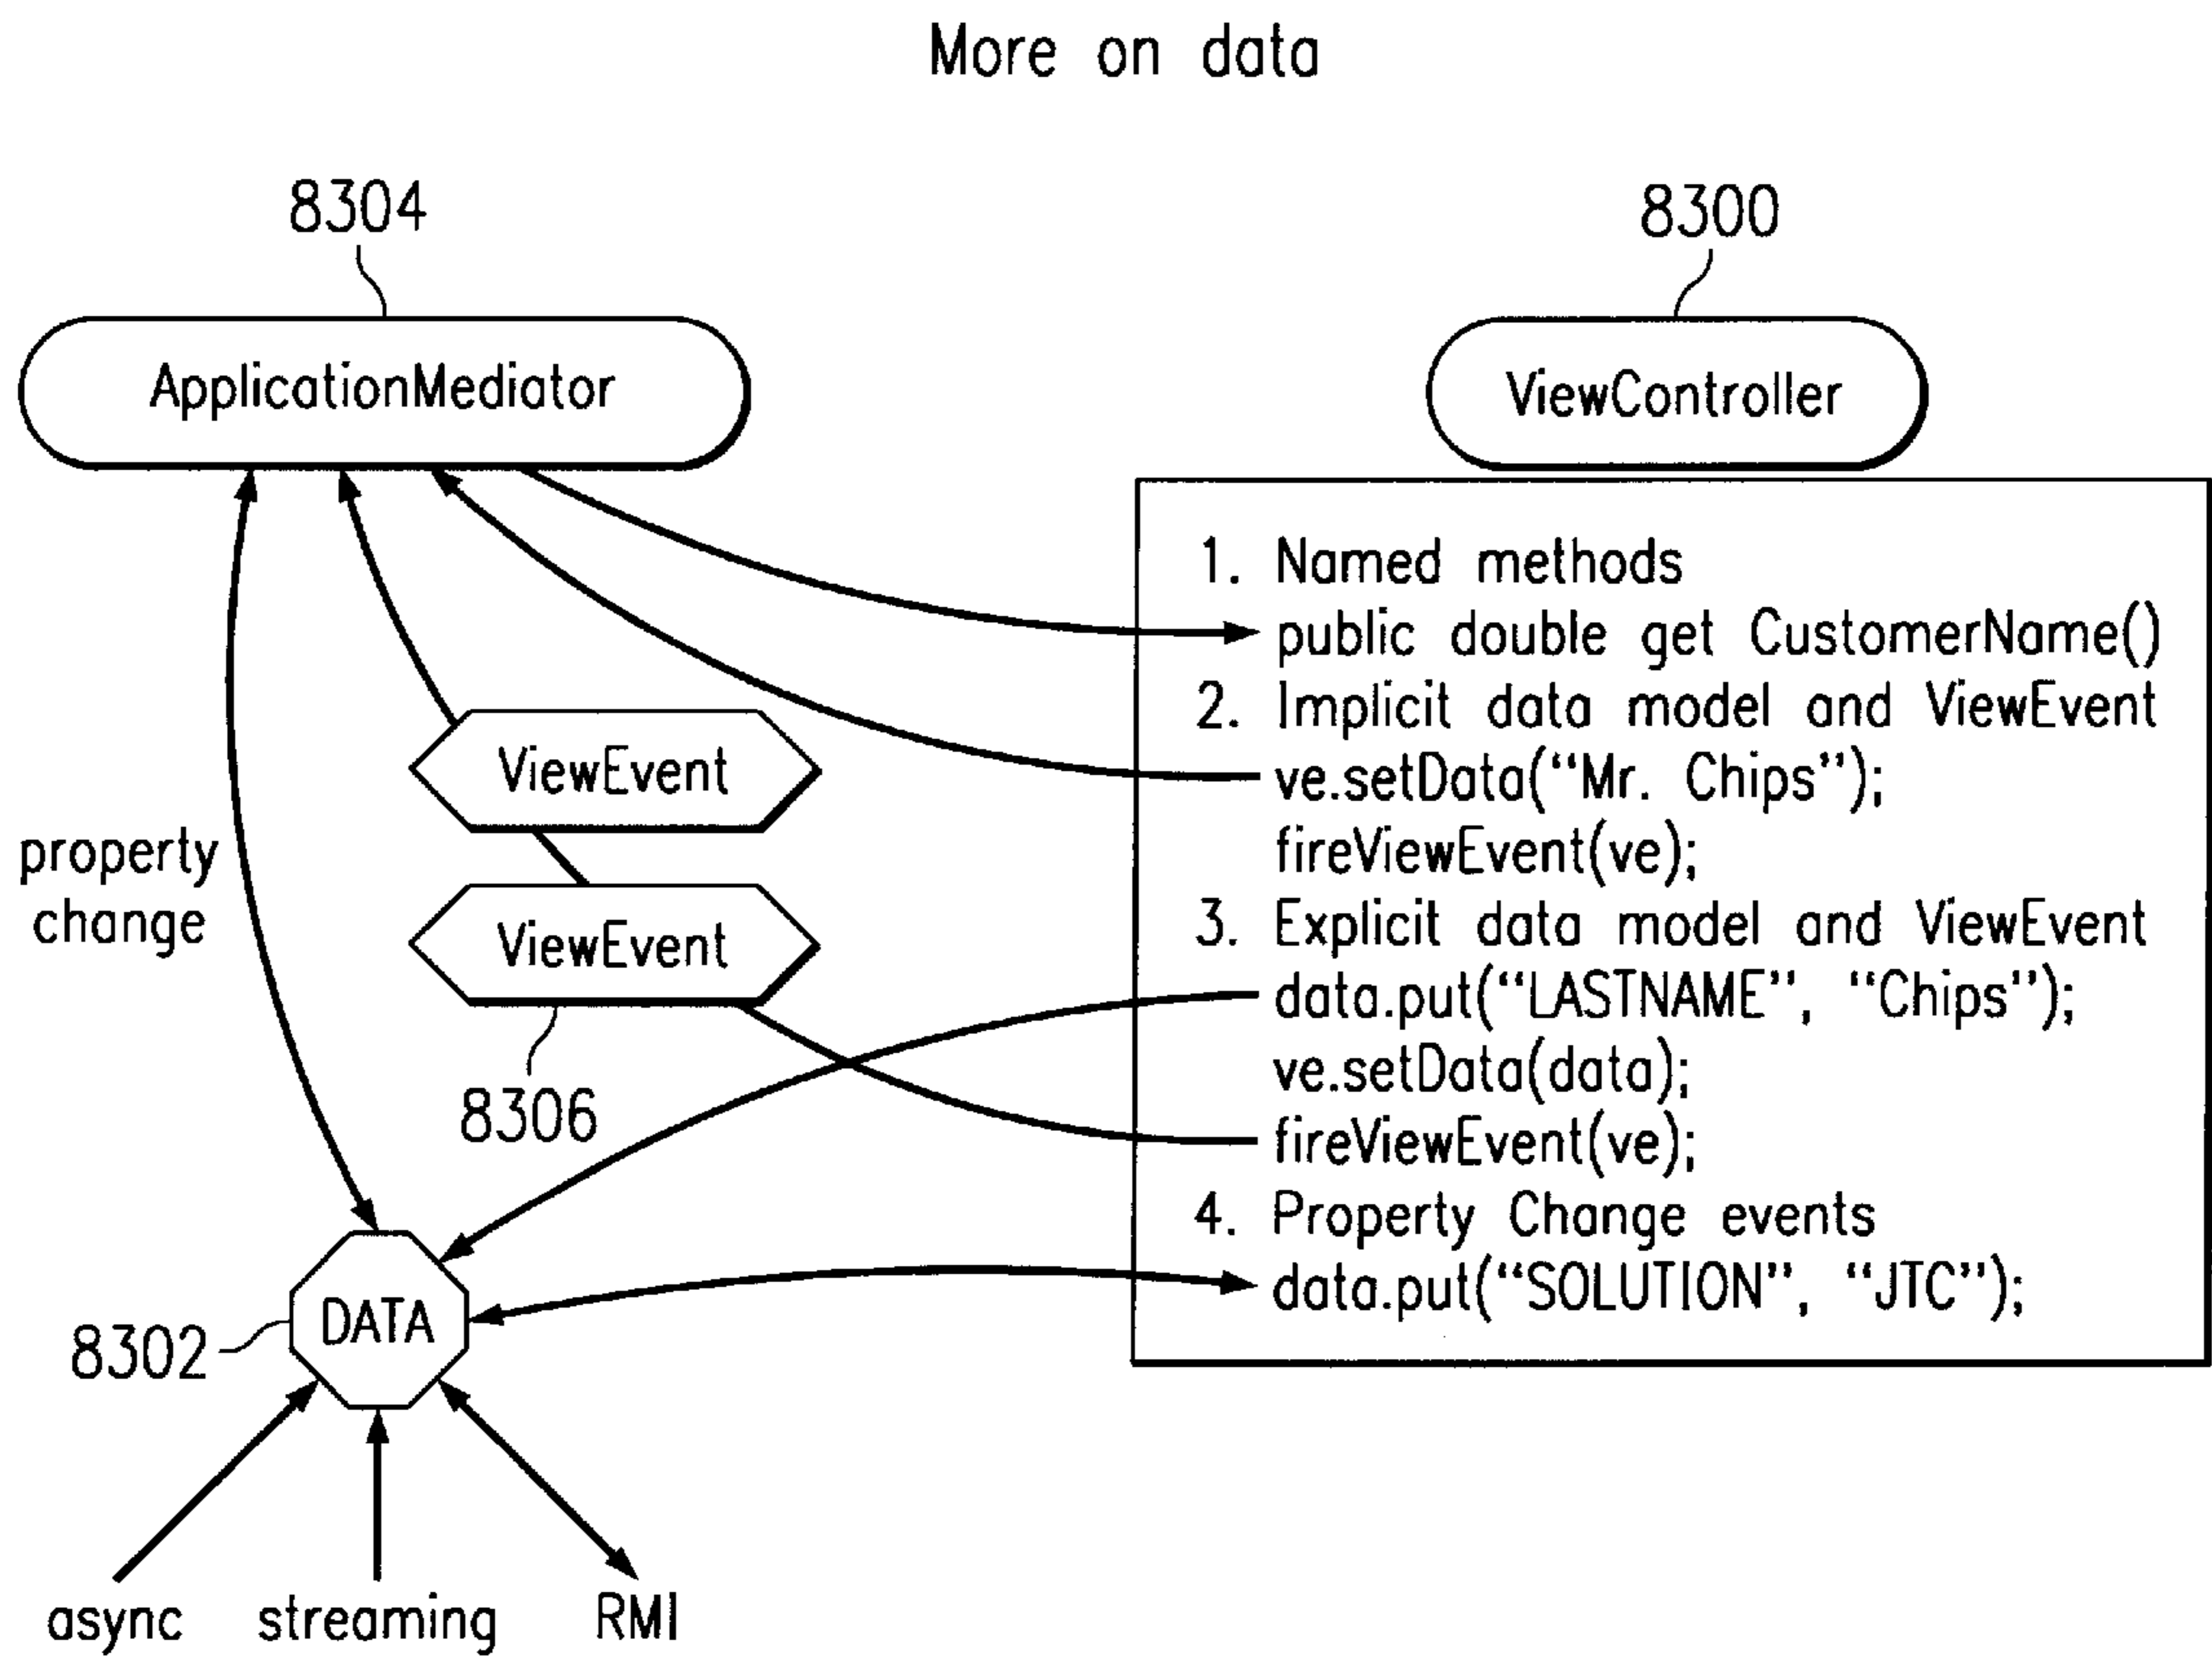 More on data
8304
8300
ApplicationMediator
ViewController
1. Named methods
public double get CustomerName()
2. Implicit data model and ViewEvent
ve.setData(“Mr. Chips”);
fireViewEvent(ve);
3. Explicit data model and ViewEvent
data.put(“LASTNAME”, “Chips”);
ve.setData(data);
fireViewEvent(ve);
4. Property Change events
data.put(“SOLUTION”, “JTC”);
ViewEvent
ViewEvent
property
change
8306
DATA
8302
async
streaming
RMI